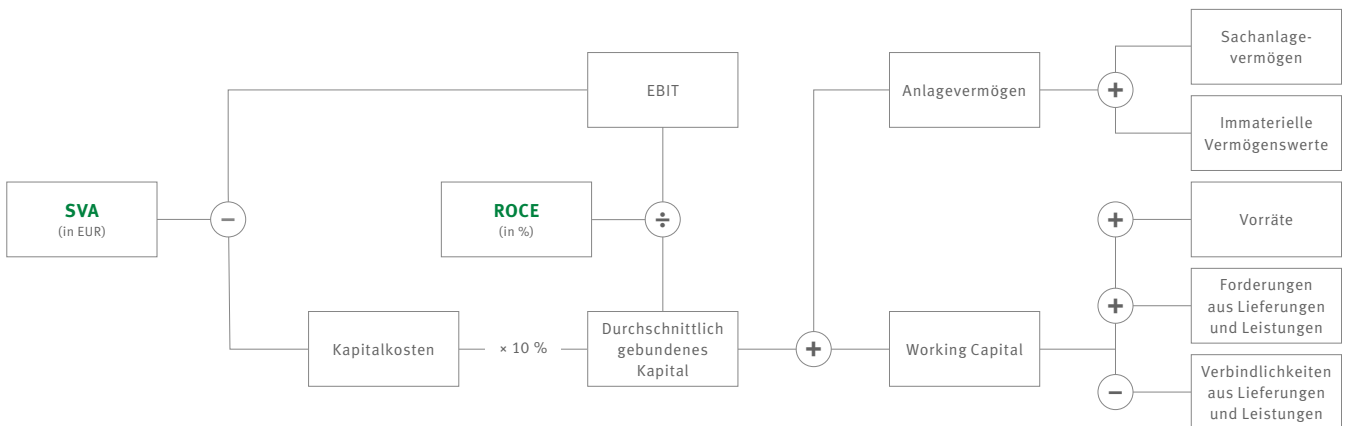 SVA
(in EUR)
−
EBIT
ROCE
(in %)
÷
Kapitalkosten
× 10 %
Durchschnittlich
gebundenes
Kapital
+
Anlagevermögen
+
Sachanlage-
vermögen
Immaterielle
Vermögenswerte
Working Capital
+
Vorräte
+
Forderungen
aus Lieferungen
und Leistungen
−
Verbindlichkeiten
aus Lieferungen
und Leistungen